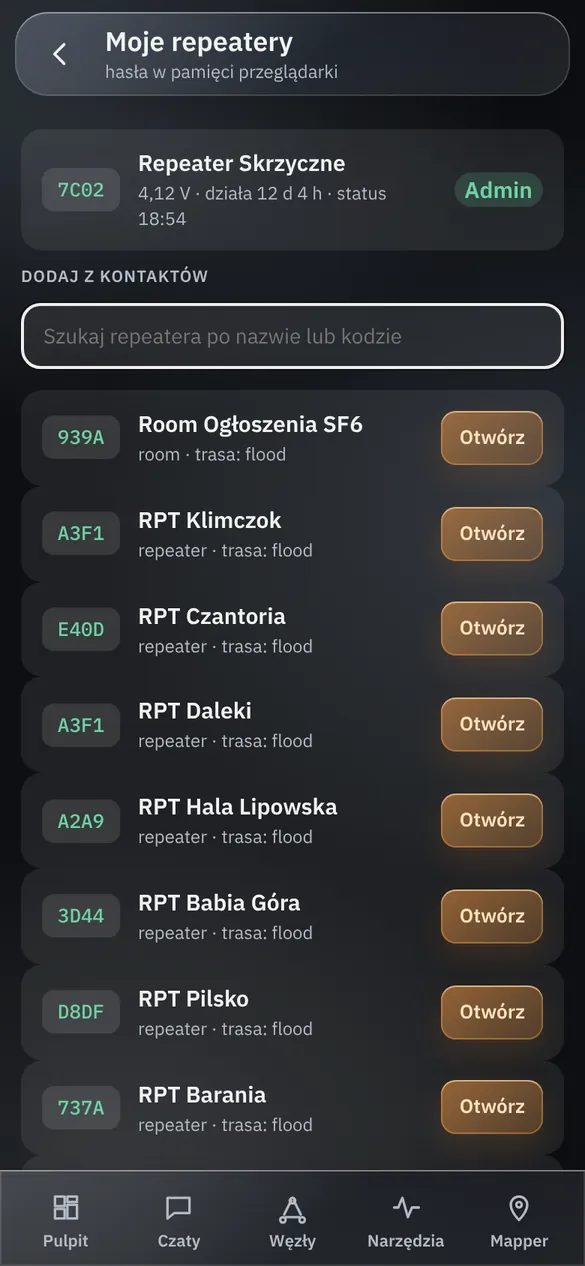 Moje repeatery
hasła w pamięci przeglądarki
7C02
Repeater Skrzyczne
4,12 V · działa 12 d 4 h · status
18:54
Admin
DODAJ Z KONTAKTÓW
Szukaj repeatera po nazwie lub kodzie
939A
Room Ogłoszenia SF6
room · trasa: flood
Otwórz
A3F1
RPT Klimczok
repeater · trasa: flood
Otwórz
E40D
RPT Czantoria
repeater · trasa: flood
Otwórz
A3F1
RPT Daleki
repeater · trasa: flood
Otwórz
A2A9
RPT Hala Lipowska
repeater · trasa: flood
Otwórz
3D44
RPT Babia Góra
repeater · trasa: flood
Otwórz
D8DF
RPT Pilsko
repeater · trasa: flood
Otwórz
737A
RPT Barania
repeater · trasa: flood
Otwórz
Pulpit
Czaty
Węzły
Narzędzia
Mapper